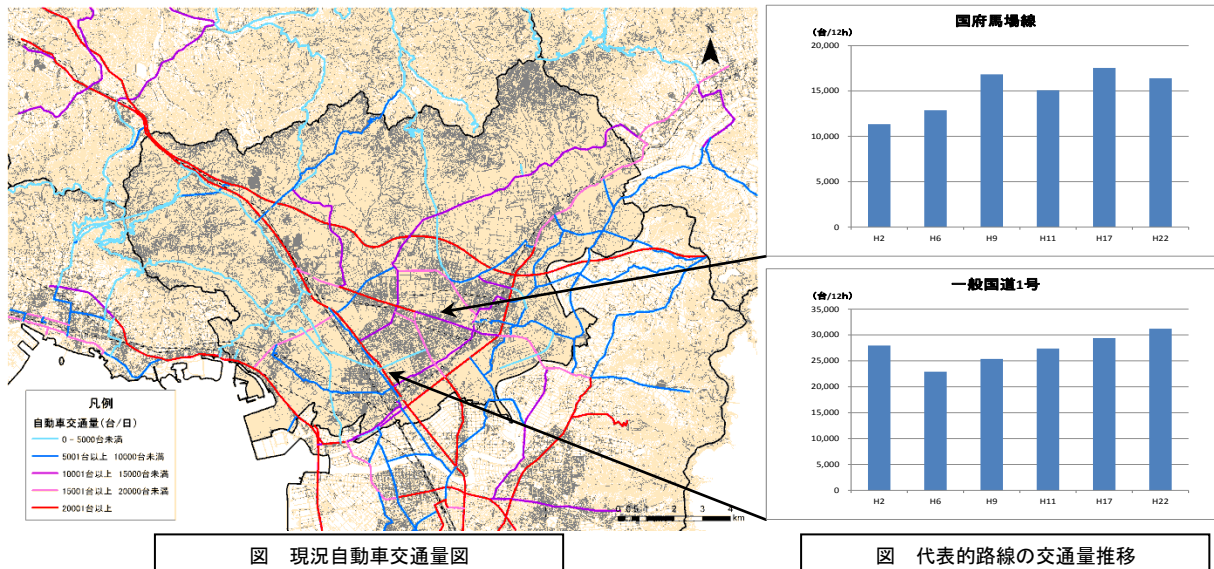 N
凡例
自動車交通量(台/日)
0 - 5000台未満
5001台以上 10000台未満
10001台以上 15000台未満
15001台以上 20000台未満
20001台以上
0 0.5 1 2 3 4
km
図 現況自動車交通量図
国府馬場線
(台/12h)
20,000
15,000
10,000
5,000
0
H2 H6 H9 H11 H17 H22
一般国道1号
(台/12h)
35,000
30,000
25,000
20,000
15,000
10,000
5,000
0
H2 H6 H9 H11 H17 H22
図 代表的路線の交通量推移